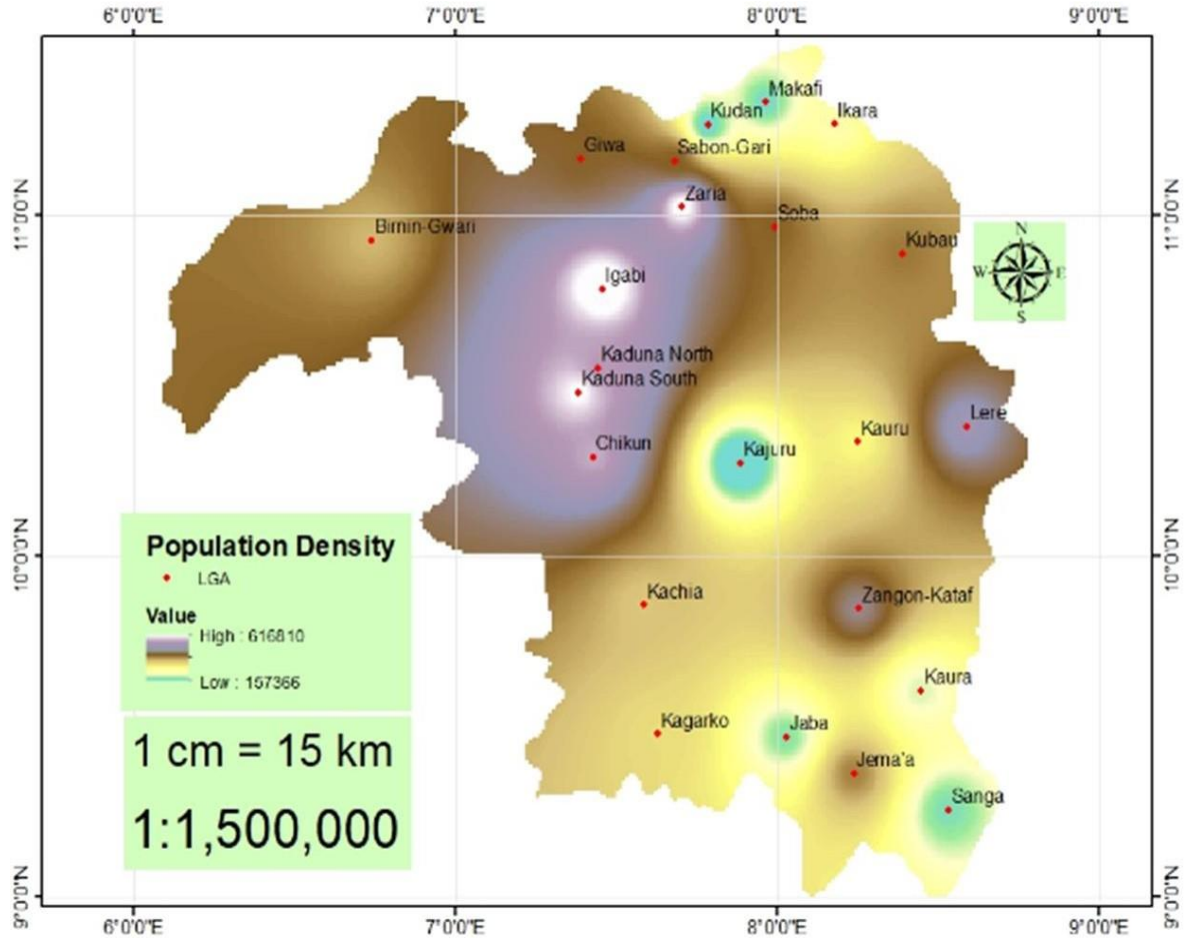 6°0'0"E 7°0'0"E 8°0'0"E 9°0'0"E
Makafi
Kudan
Ikara
Giwa
Sabon-Gari
Zaria
11°0'0"N 11°0'0"N
Soba
Birnin-Gwari
Kubau
N
W E
S
Igabi
Kaduna North
Kaduna South
Lere
Kauru
Chikun
Kajuru
10°0'0"N 10°0'0"N
Population Density
LGA
Value
High : 616810
Low : 157366
Kachia
Zangon-Kataf
Kaura
Kagarko
Jaba
Jema'a
Sanga
1 cm = 15 km
1:1,500,000
9°0'0"N 9°0'0"N
6°0'0"E 7°0'0"E 8°0'0"E 9°0'0"E